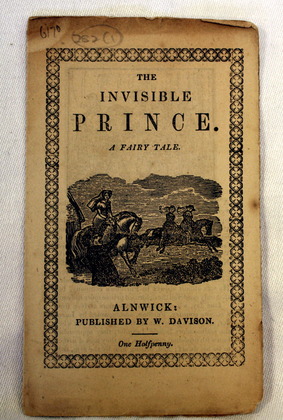 THE
INVISIBLE
PRINCE.
A FAIRY TALE.
ALNWICK:
PUBLISHED BY W. DAVISON.
One Halfpenny.